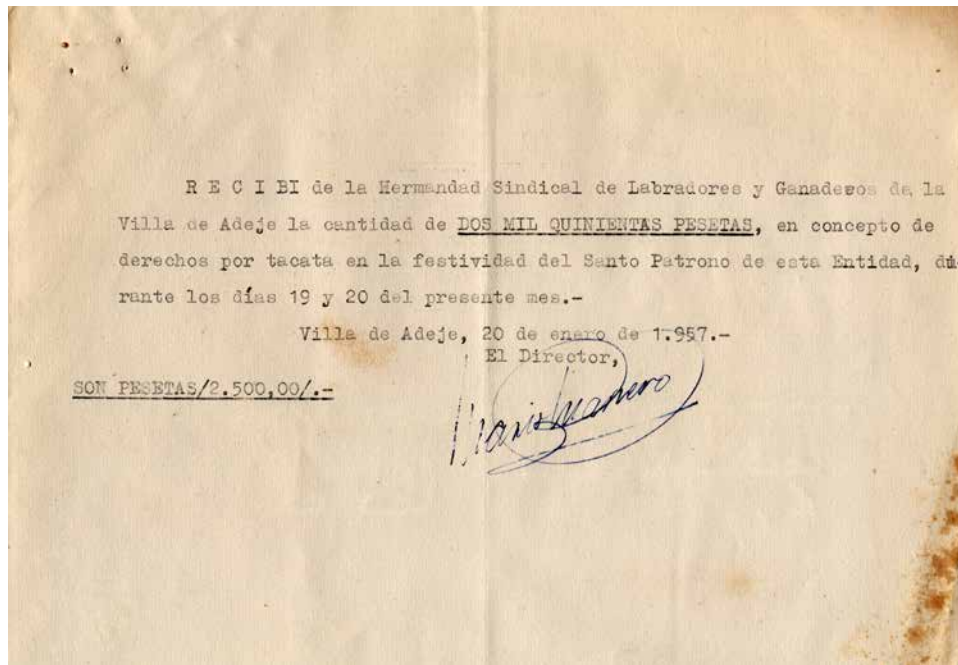 R E C I BI de la Hermandad Sindical de Labradores y Ganaderos de la
Villa de Adeje la cantidad de DOS MIL QUINIENTAS PESETAS, en concepto de
derechos por tacata en la festividad del Santo Patrono de esta Entidad, du-
rante los días 19 y 20 del presente mes.-
Villa de Adeje, 20 de enero de 1.957.-
El Director,
SON PESETAS/2.500,00/.-